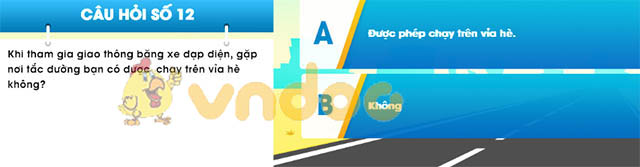 CÂU HỎI SỐ 12
Khi tham gia giao thông bằng xe đạp điện, gặp
nơi tắc đường bạn có được chạy trên vỉa hè
không?
A
Được phép chạy trên vỉa hè.
B
Không
vndoc